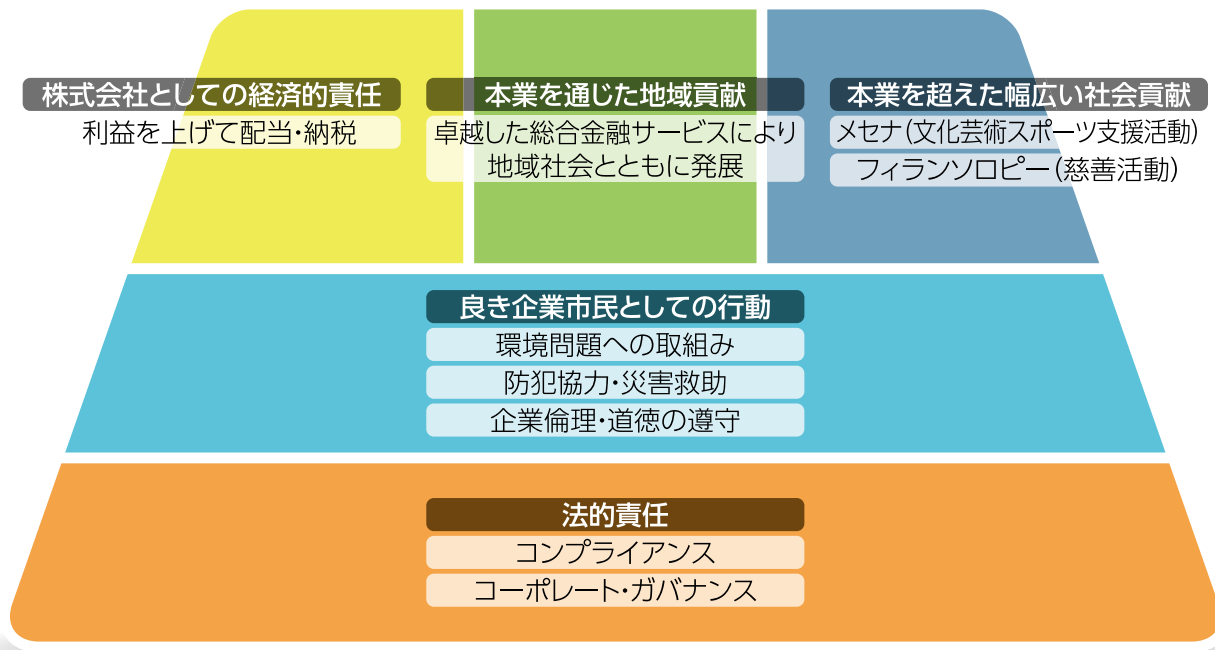 株式会社としての経済的責任
利益を上げて配当・納税
本業を通じた地域貢献
卓越した総合金融サービスにより
地域社会とともに発展
本業を超えた幅広い社会貢献
メセナ(文化芸術スポーツ支援活動)
フィランソロピー(慈善活動)
良き企業市民としての行動
環境問題への取組み
防犯協力・災害救助
企業倫理・道徳の遵守
法的責任
コンプライアンス
コーポレート・ガバナンス